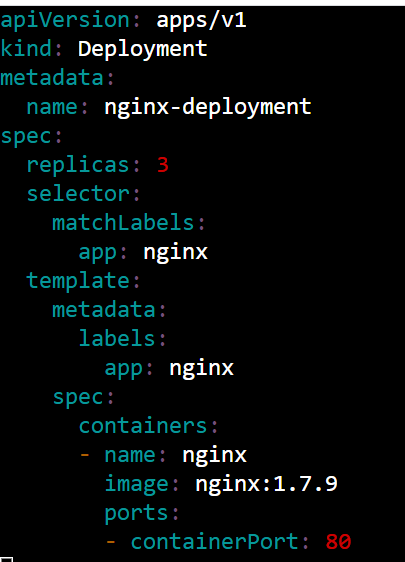 apiVersion: apps/v1
kind: Deployment
metadata:
  name: nginx-deployment
spec:
  replicas: 3
  selector:
    matchLabels:
      app: nginx
  template:
    metadata:
      labels:
        app: nginx
    spec:
      containers:
      - name: nginx
        image: nginx:1.7.9
        ports:
        - containerPort: 80